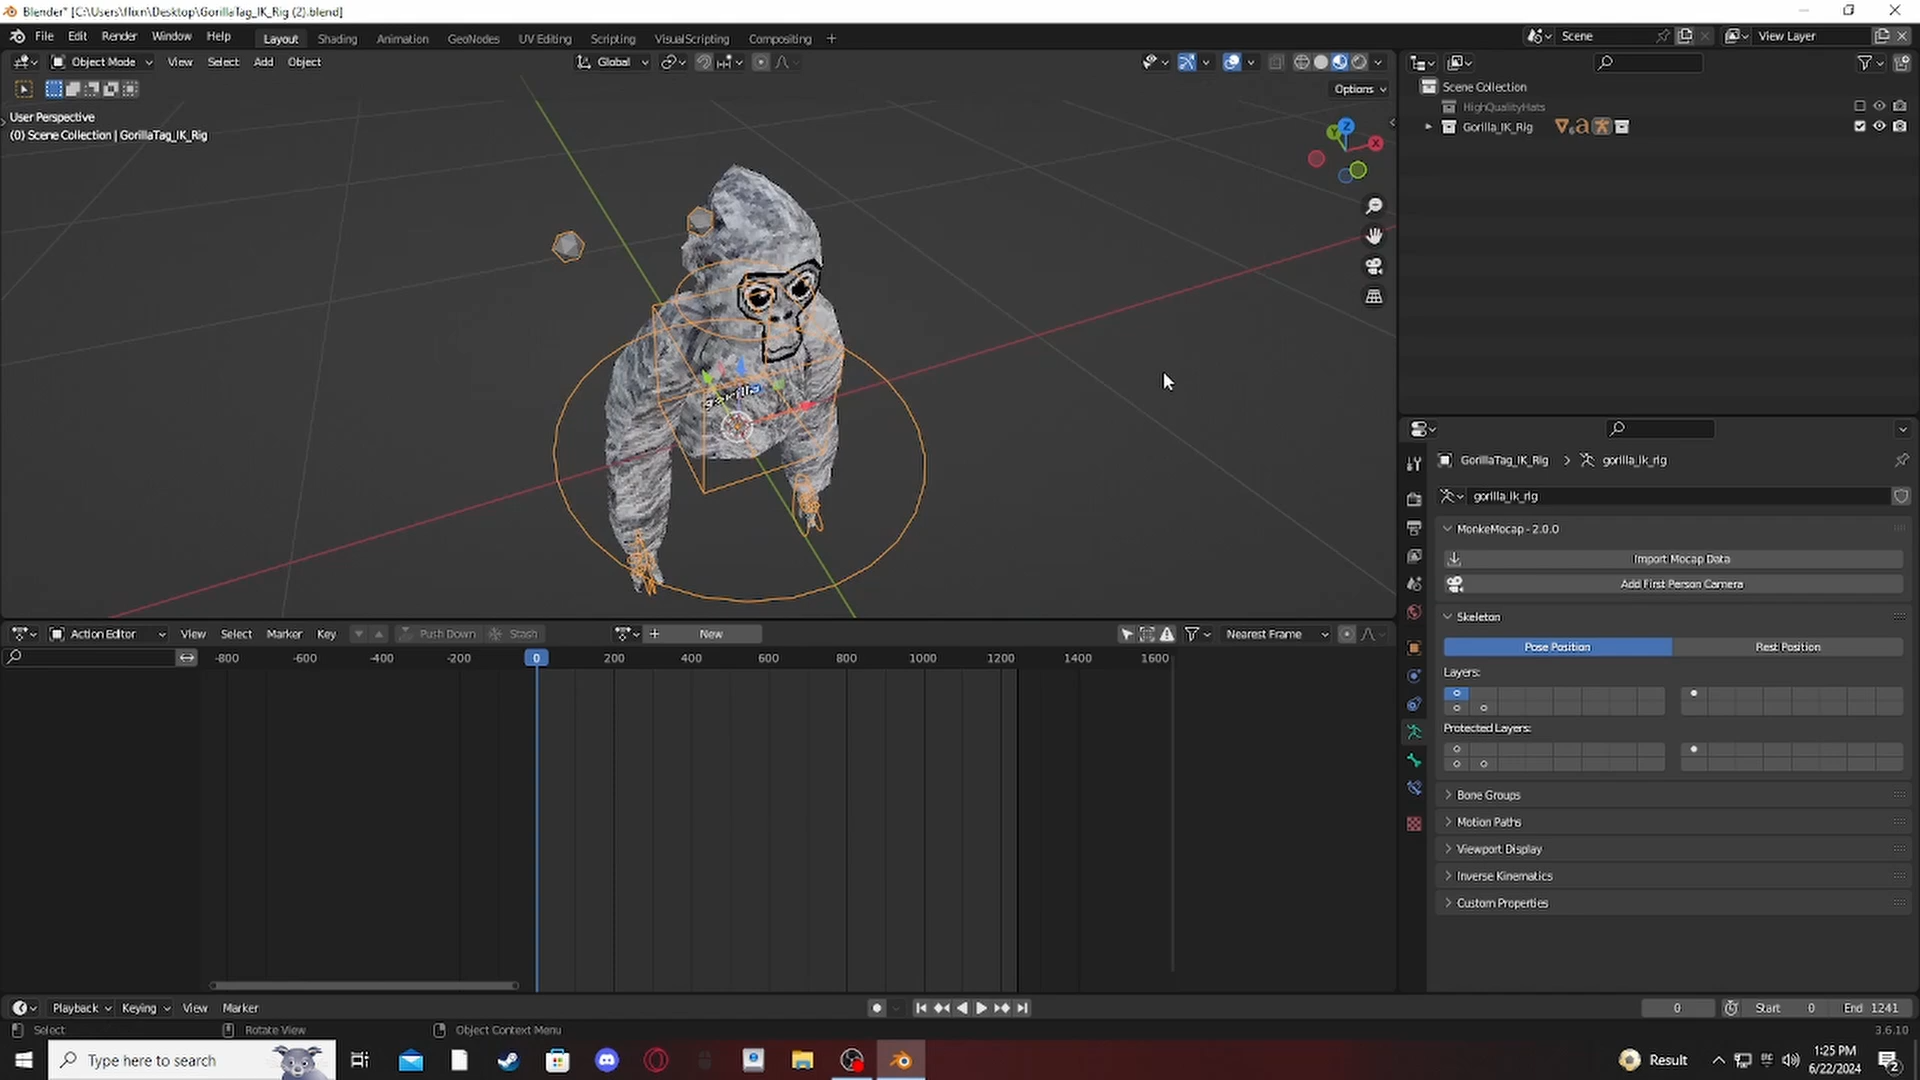 Blender* [C:\Users\flixn\Desktop\GorillaTag_IK_Rig (2).blend]
File Edit Render Window Help Layout Shading Animation GeoNodes UV Editing Scripting VisualScripting Compositing + Scene View Layer
Object Mode View Select Add Object Global
Options
User Perspective
(0) Scene Collection | GorillaTag_IK_Rig
Z
Y
X
gorilla
Scene Collection
HighQualityHats
Gorilla_IK_Rig
GorillaTag_IK_Rig > gorilla_ik_rig
gorilla_ik_rig
MonkeMocap - 2.0.0
Import Mocap Data
Add First Person Camera
Skeleton
Pose Position Rest Position
Layers:
Protected Layers:
Bone Groups
Motion Paths
Viewport Display
Inverse Kinematics
Custom Properties
Action Editor View Select Marker Key Push Down Stash + New Nearest Frame
-800 -600 -400 -200 0 200 400 600 800 1000 1200 1400 1600
Playback Keying View Marker 0 Start 0 End 1241
Select Rotate View Object Context Menu 3.6.10
Type here to search Result 1:25 PM
6/22/2024
2